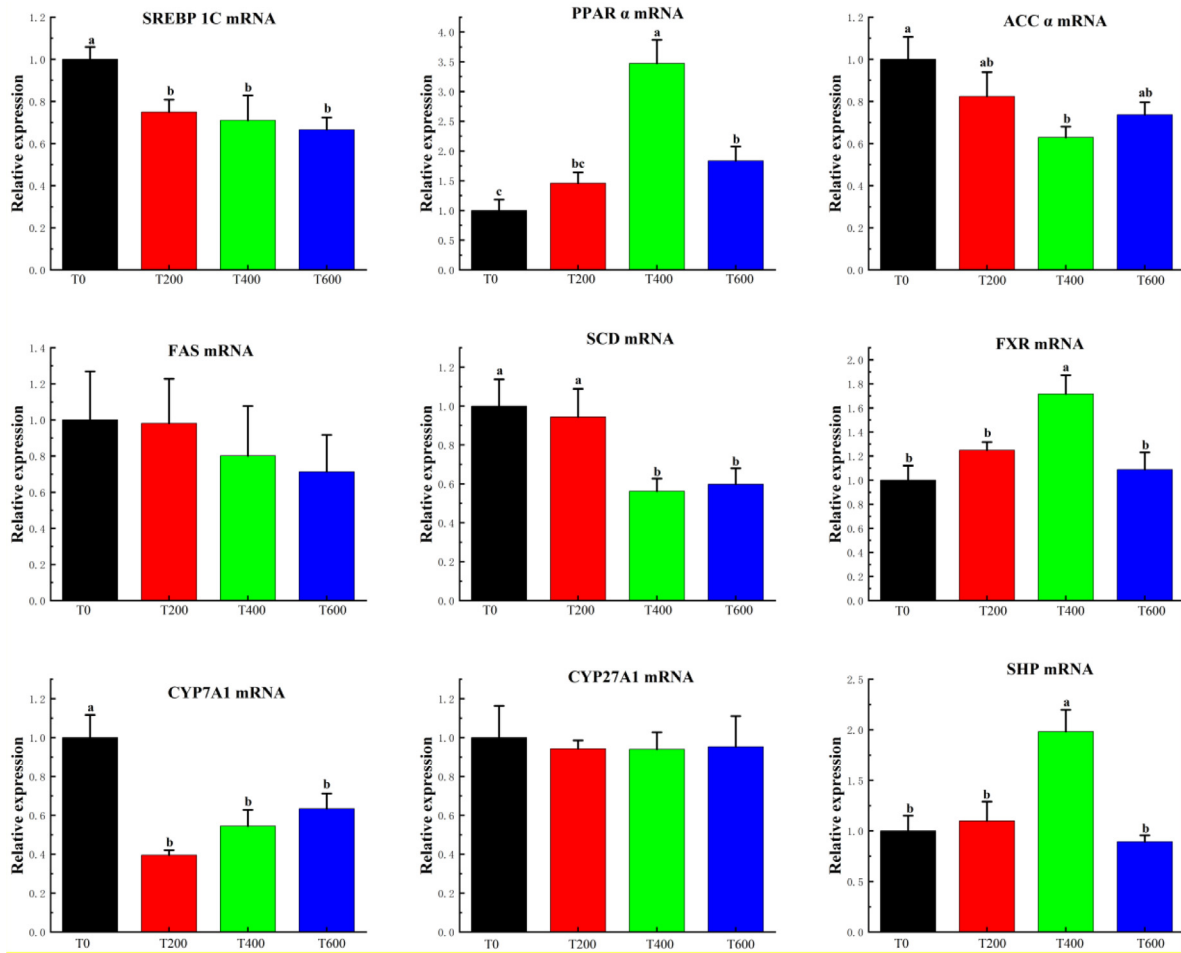 SREBP 1C mRNA
Relative expression
1.2
1.0
0.8
0.6
0.4
0.2
0.0
a
b
b
b
T0
T200
T400
T600
PPAR α mRNA
Relative expression
4.0
3.5
3.0
2.5
2.0
1.5
1.0
0.5
0.0
c
bc
a
b
T0
T200
T400
T600
ACC α mRNA
Relative expression
1.2
1.0
0.8
0.6
0.4
0.2
0.0
a
ab
b
ab
T0
T200
T400
T600
FAS mRNA
Relative expression
1.4
1.2
1.0
0.8
0.6
0.4
0.2
0.0
T0
T200
T400
T600
SCD mRNA
Relative expression
1.2
1.0
0.8
0.6
0.4
0.2
0.0
a
a
b
b
T0
T200
T400
T600
FXR mRNA
Relative expression
2.0
1.8
1.6
1.4
1.2
1.0
0.8
0.6
0.4
0.2
0.0
b
b
a
b
T0
T200
T400
T600
CYP7A1 mRNA
Relative expression
1.2
1.0
0.8
0.6
0.4
0.2
0.0
a
b
b
b
T0
T200
T400
T600
CYP27A1 mRNA
Relative expression
1.2
1.0
0.8
0.6
0.4
0.2
0.0
T0
T200
T400
T600
SHP mRNA
Relative expression
2.5
2.0
1.5
1.0
0.5
0.0
b
b
a
b
T0
T200
T400
T600